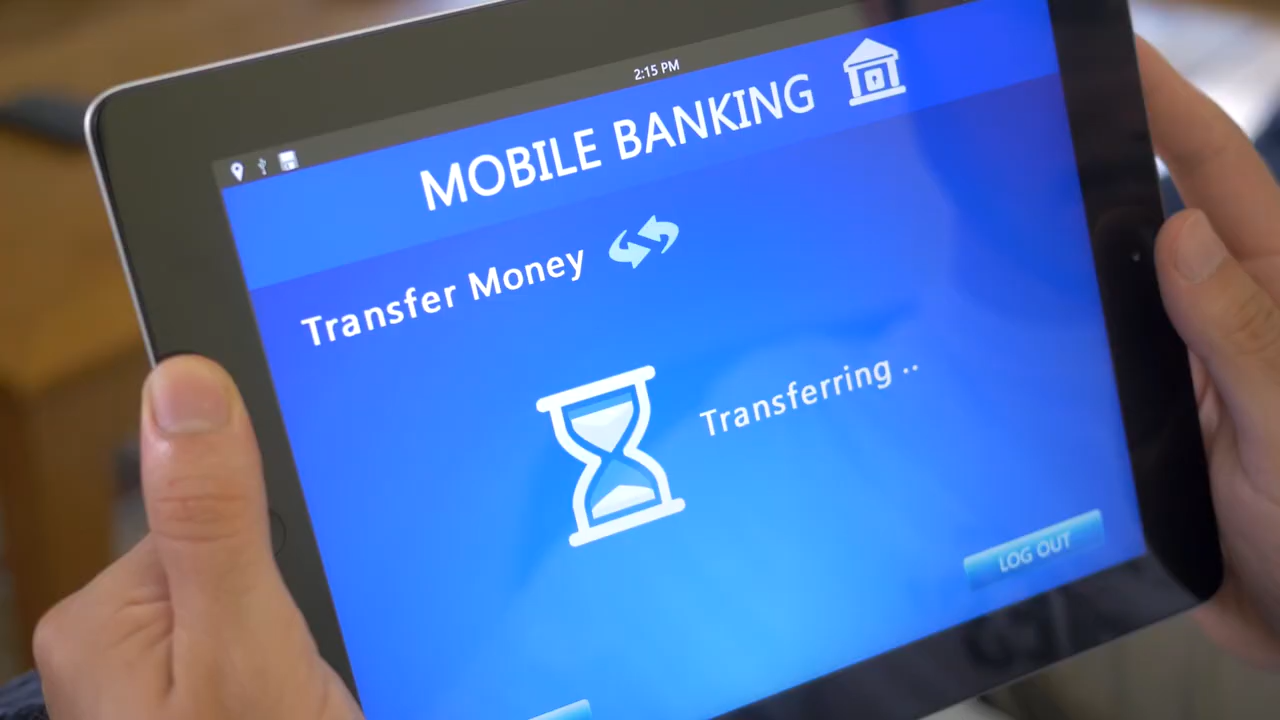 2:15 PM
MOBILE BANKING
Transfer Money
Transferring ..
LOG OUT